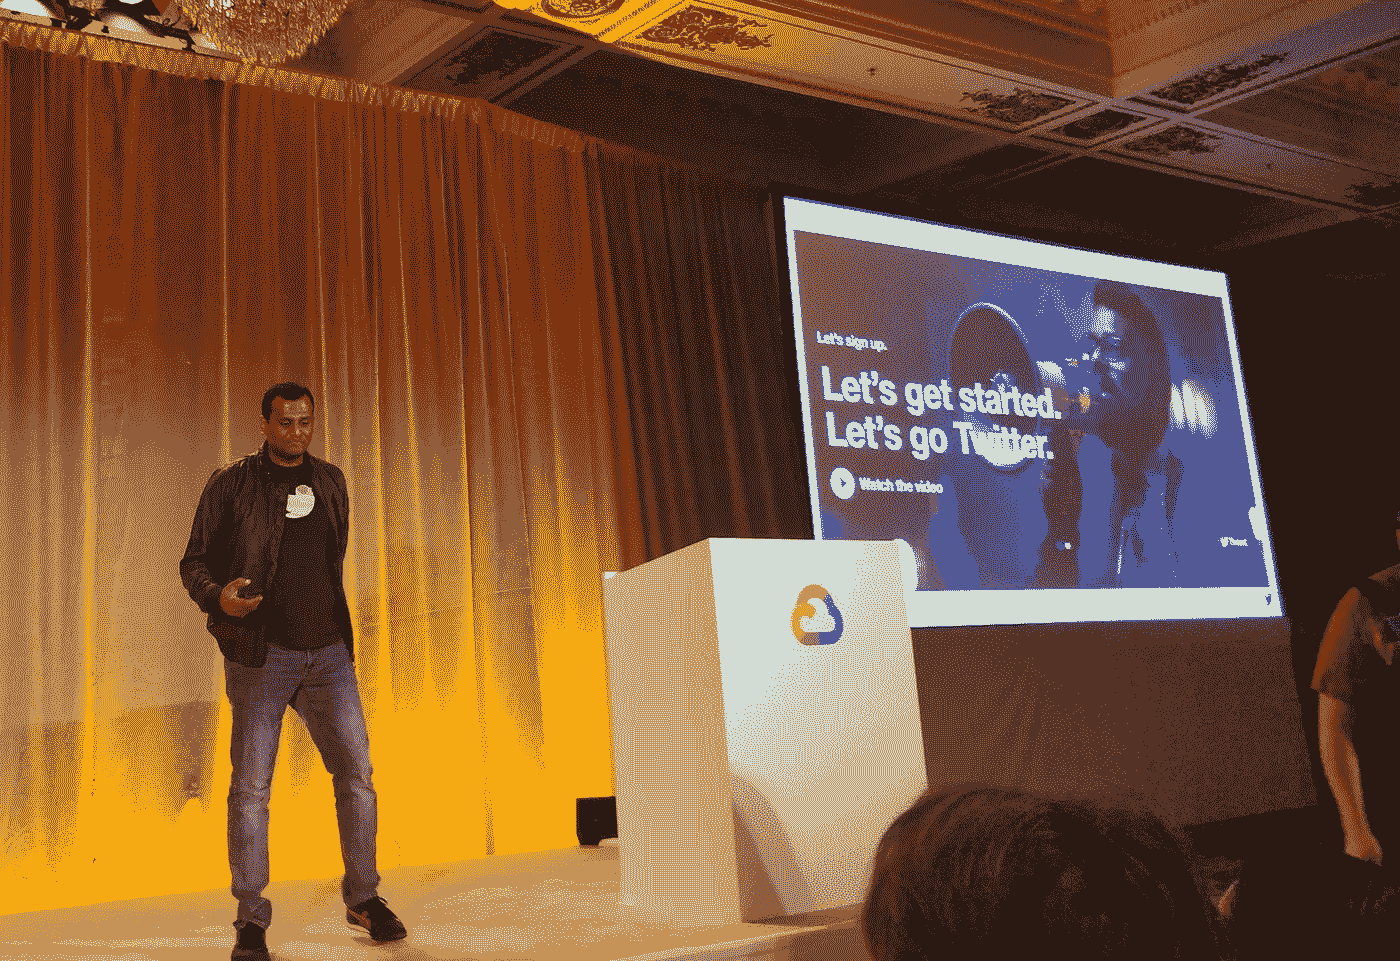 Let's sign up.
Let's get started.
Let's go Twitter.
Watch the video